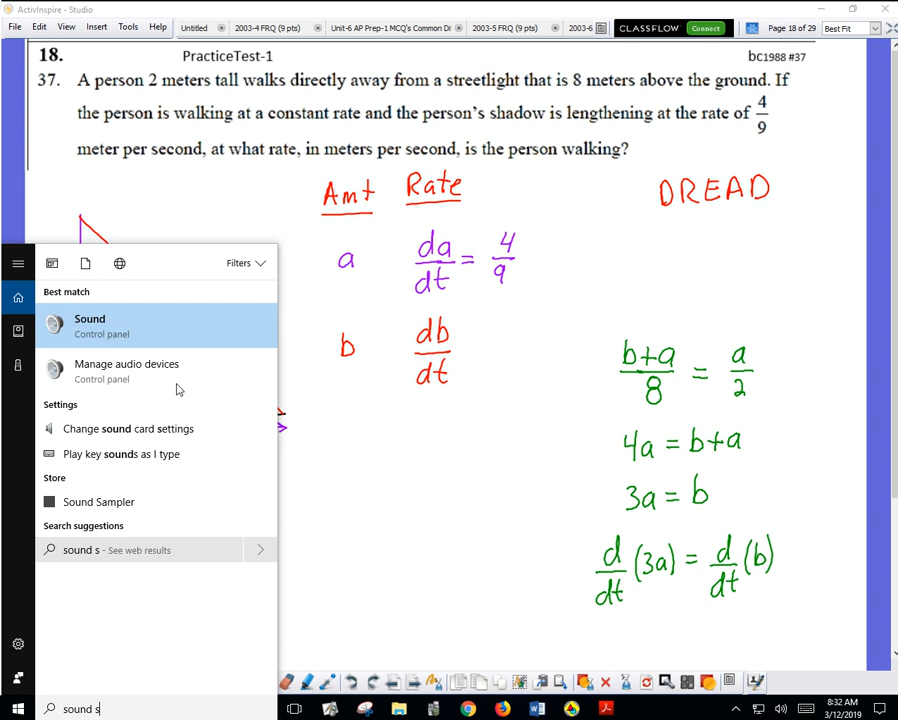 ActivInspire
File Edit View Insert Tools Help Untitled 2003-4 FRQ (9 pts) Unit-6 AP Prep-1 MCQ's Common Di 2003-5 FRQ (9 pts) 2003-6 CLASSFLOW Connect Page 18 of 29 Best Fit
18. PracticeTest-1 bc1988 #37
37. A person 2 meters tall walks directly away from a streetlight that is 8 meters above the ground. If
the person is walking at a constant rate and the person's shadow is lengthening at the rate of 4/9
meter per second, at what rate, in meters per second, is the person walking?
Amt Rate DREAD
a da/dt = 4/9
b db/dt
(b+a)/8 = a/2
4a = b+a
3a = b
d/dt (3a) = d/dt (b)
Filters
Best match
Sound
Control panel
Manage audio devices
Control panel
Settings
Change sound card settings
Play key sounds as I type
Store
Sound Sampler
Search suggestions
sound s - See web results
sound s
8:32 AM
3/12/2019